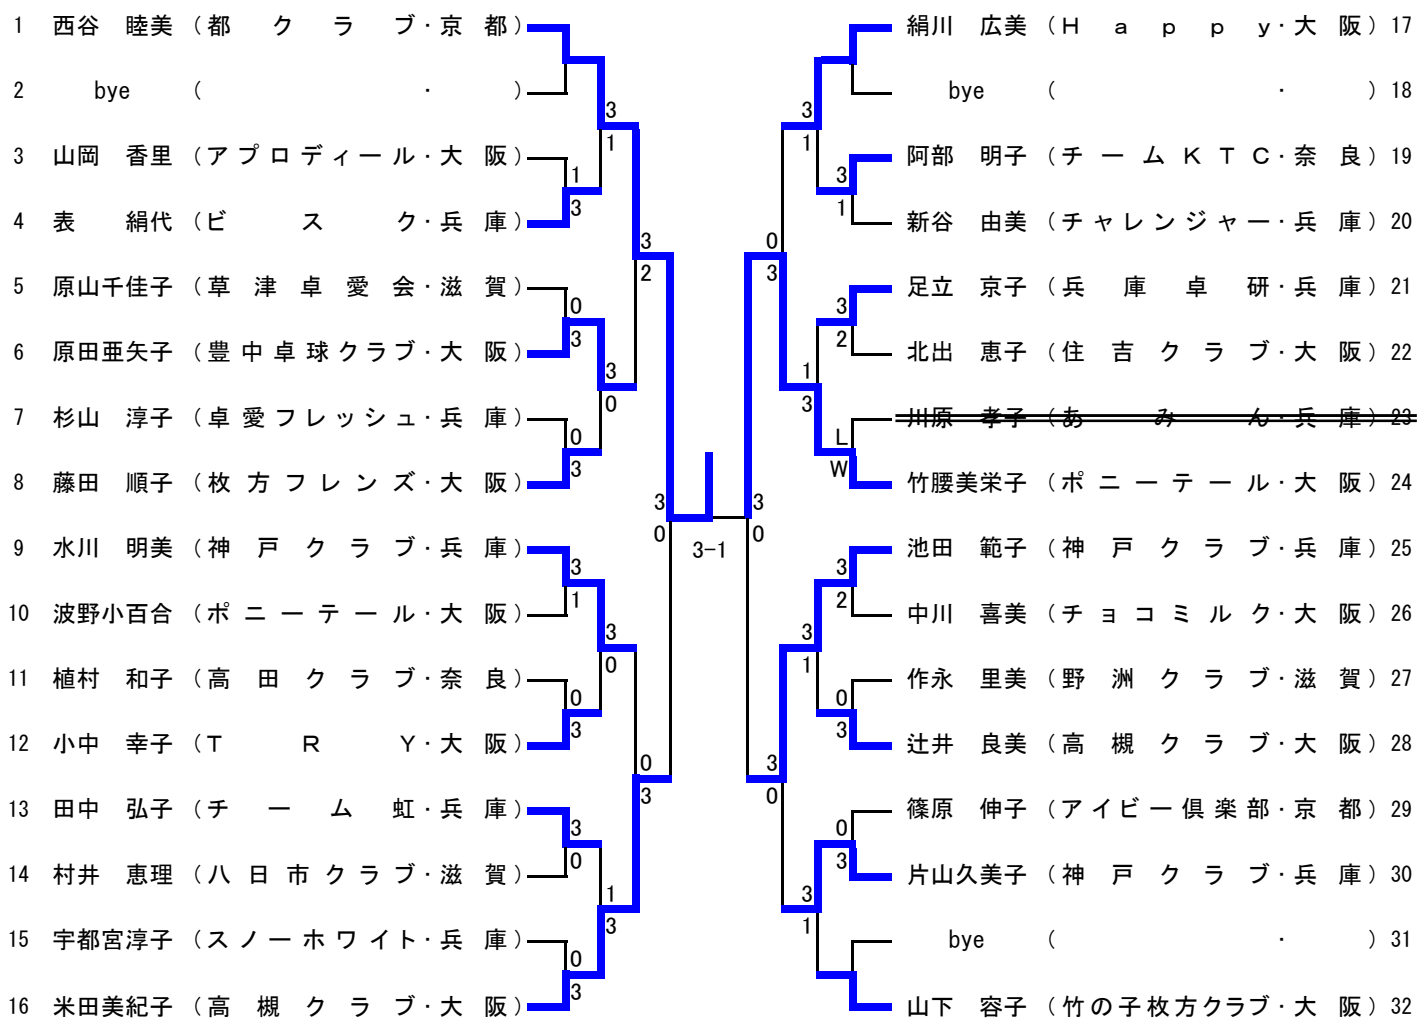 1 西谷 睦美 (都クラブ・京都)
2 bye ( ・ )
3 山岡 香里 (アプロディール・大阪)
4 表 絹代 (ビスク・兵庫)
5 原山千佳子 (草津卓愛会・滋賀)
6 原田亜矢子 (豊中卓球クラブ・大阪)
7 杉山 淳子 (卓愛フレッシュ・兵庫)
8 藤田 順子 (枚方フレンズ・大阪)
9 水川 明美 (神戸クラブ・兵庫)
10 波野小百合 (ポニーテール・大阪)
11 植村 和子 (高田クラブ・奈良)
12 小中 幸子 (TRY・大阪)
13 田中 弘子 (チーム虹・兵庫)
14 村井 恵理 (八日市クラブ・滋賀)
15 宇都宮淳子 (スノーホワイト・兵庫)
16 米田美紀子 (高槻クラブ・大阪)
1
3
0
3
0
3
3
1
0
3
3
0
0
3
3
1
3
0
3
0
1
3
3
2
0
3
3
0
3-1
3
0
0
3
3
0
3
1
1
3
3
1
3
1
3
1
3
2
L
W
3
2
0
3
0
3
絹川 広美 (Happy・大阪) 17
bye ( ・ ) 18
阿部 明子 (チームKTC・奈良) 19
新谷 由美 (チャレンジャー・兵庫) 20
足立 京子 (兵庫卓研・兵庫) 21
北出 恵子 (住吉クラブ・大阪) 22
川原 孝子 (あみん・兵庫) 23
竹腰美栄子 (ポニーテール・大阪) 24
池田 範子 (神戸クラブ・兵庫) 25
中川 喜美 (チョコミルク・大阪) 26
作永 里美 (野洲クラブ・滋賀) 27
辻井 良美 (高槻クラブ・大阪) 28
篠原 伸子 (アイビー倶楽部・京都) 29
片山久美子 (神戸クラブ・兵庫) 30
bye ( ・ ) 31
山下 容子 (竹の子枚方クラブ・大阪) 32